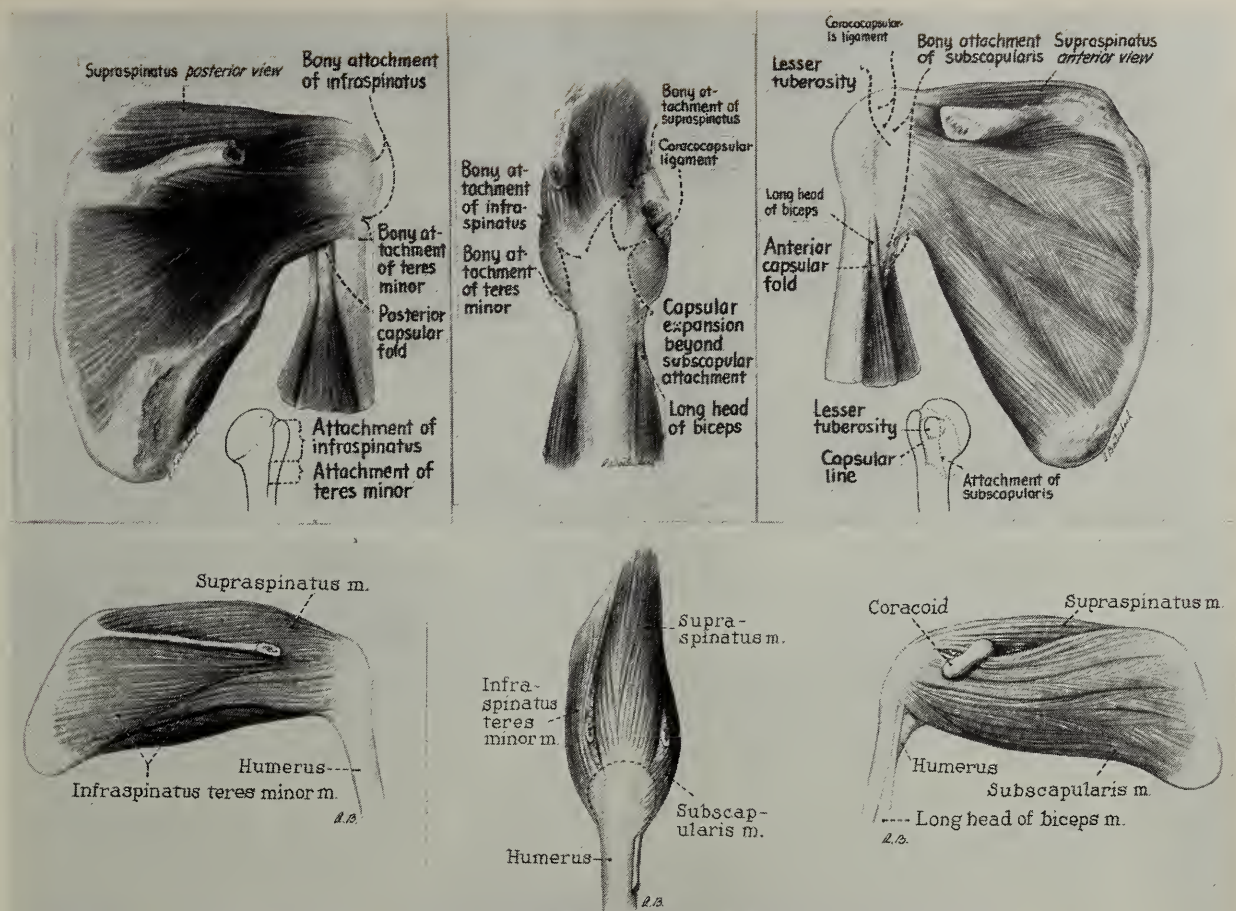 Supraspinatus posterior view
Bony attachment
of infraspinatus
Bony at-
tachment
of teres
minor
Posterior
capsular
fold
Attachment of
infraspinatus
Attachment of
teres minor
Bony at-
tachment of
supraspinatus
Coracocapsular
ligament
Bony at-
tachment
of infra-
spinatus
Bony at-
tachment
of teres
minor
Capsular
expansion
beyond
subscapular
attachment
Long head
of biceps
Coracocapsular-
is ligament
Bony attachment
of subscapularis
Supraspinatus
anterior view
Lesser
tuberosity
Long head
of biceps
Anterior
capsular
fold
Lesser
tuberosity
Capsular
line
Attachment of
subscapularis
Supraspinatus m.
Humerus
Infraspinatus teres minor m.
R.B.
Supra-
spinatus m.
Infra-
spinatus
teres
minor m.
Subscap-
ularis m.
Humerus
R.B.
Coracoid
Supraspinatus m.
Humerus
Subscapularis m.
Long head of biceps m.
R.B.